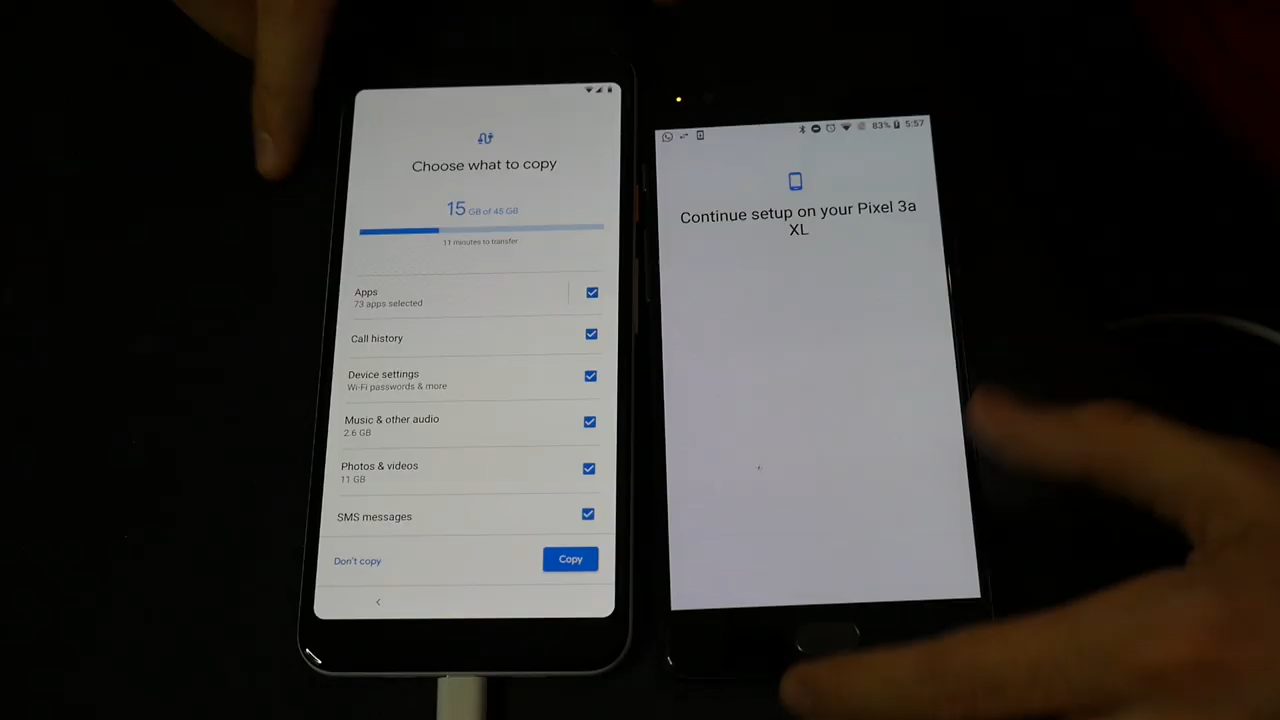 Choose what to copy
15 GB of 45 GB
11 minutes to transfer
Apps
73 apps selected
Call history
Device settings
Wi-Fi passwords & more
Music & other audio
2.6 GB
Photos & videos
11 GB
SMS messages
Don't copy
Copy
83% 5:57
Continue setup on your Pixel 3a
XL